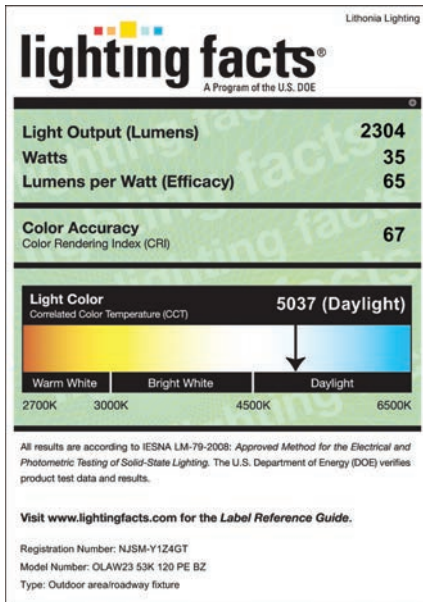 Lithonia Lighting
lighting facts®
A Program of the U.S. DOE
Light Output (Lumens) 2304
Watts 35
Lumens per Watt (Efficacy) 65
Color Accuracy 67
Color Rendering Index (CRI)
Light Color 5037 (Daylight)
Correlated Color Temperature (CCT)
Warm White Bright White Daylight
2700K 3000K 4500K 6500K
All results are according to IESNA LM-79-2008: Approved Method for the Electrical and
Photometric Testing of Solid-State Lighting. The U.S. Department of Energy (DOE) verifies
product test data and results.
Visit www.lightingfacts.com for the Label Reference Guide.
Registration Number: NJSM-Y1Z4GT
Model Number: OLAW23 53K 120 PE BZ
Type: Outdoor area/roadway fixture